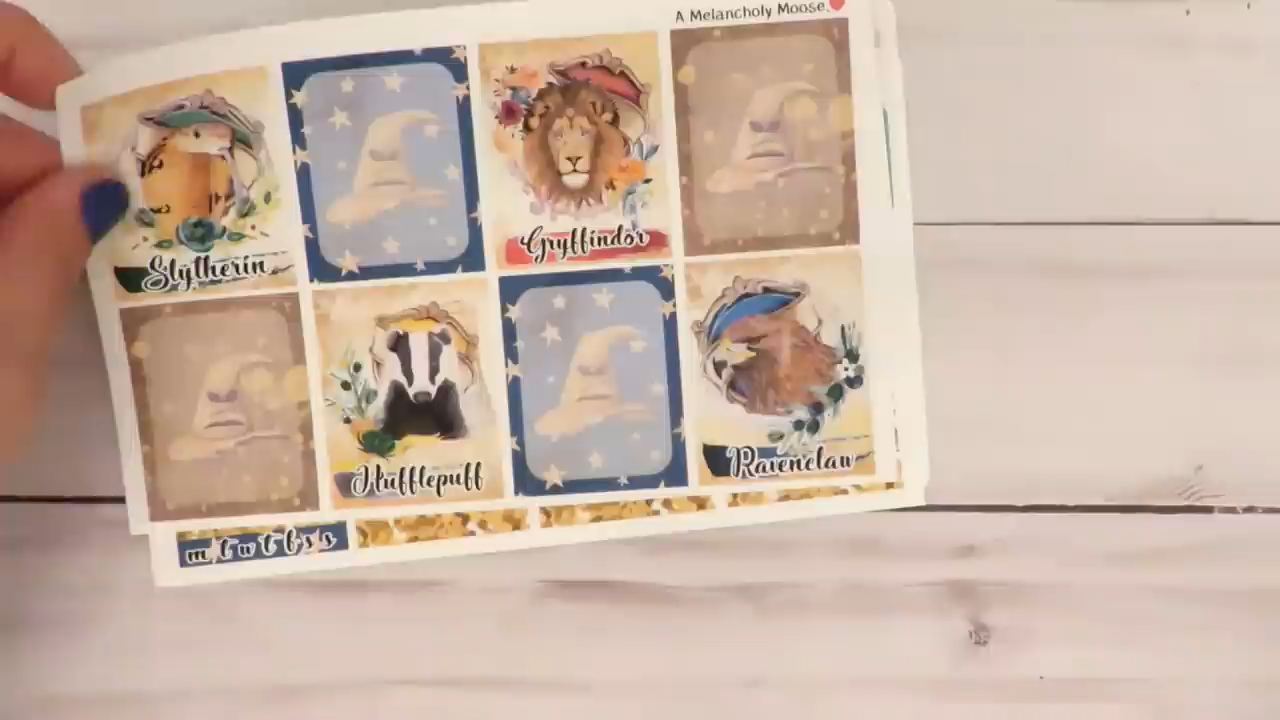 A Melancholy Moose
Slytherin
Gryffindor
Hufflepuff
Ravenclaw
m t w t f s s